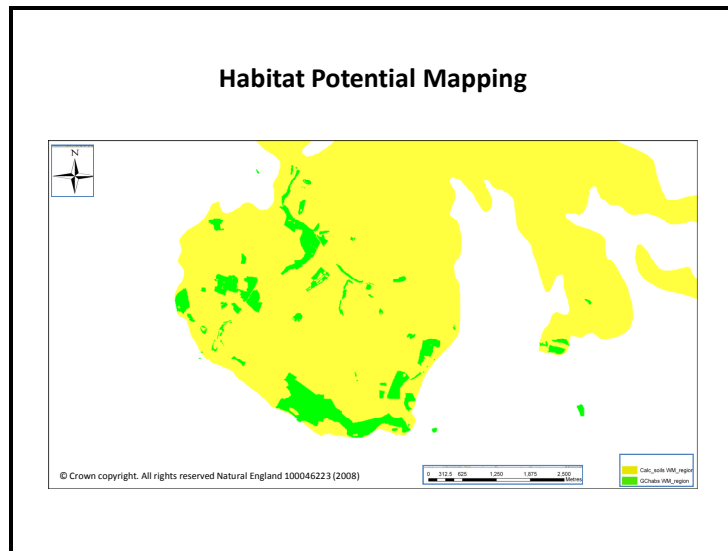 Habitat Potential Mapping
N
© Crown copyright. All rights reserved Natural England 100046223 (2008)
0 312.5 625 1,250 1,875 2,500
Metres
Calc_soils WM_region
GChabs WM_region